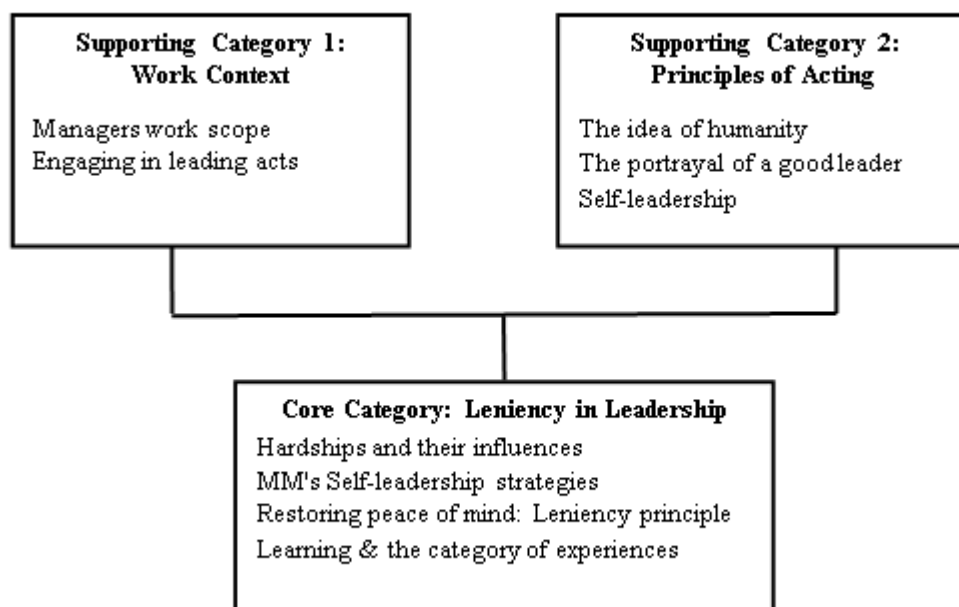 Supporting Category 1:
Work Context
Managers work scope
Engaging in leading acts
Supporting Category 2:
Principles of Acting
The idea of humanity
The portrayal of a good leader
Self-leadership
Core Category: Leniency in Leadership
Hardships and their influences
MM's Self-leadership strategies
Restoring peace of mind: Leniency principle
Learning & the category of experiences